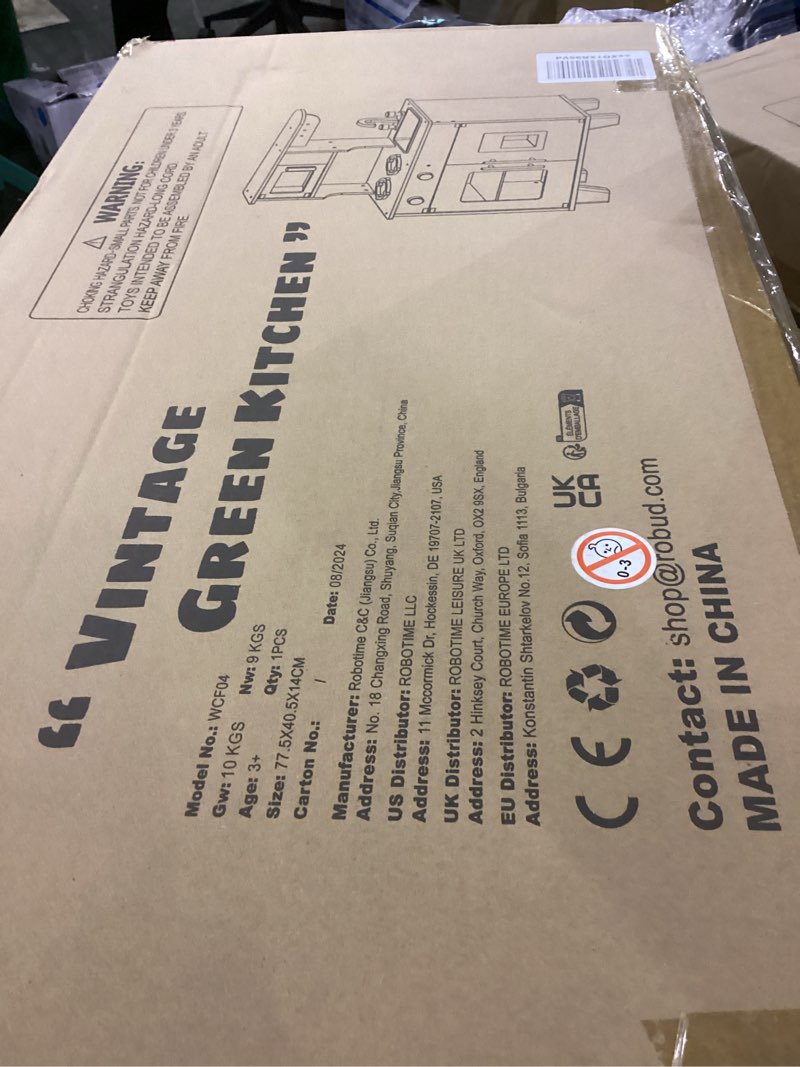 WARNING:
CHOKING HAZARD-SMALL PARTS. NOT FOR CHILDREN UNDER 3 YEARS
STRANGULATION HAZARD-LONG CORD
TOYS INTENDED TO BE ASSEMBLED BY AN ADULT
KEEP AWAY FROM FIRE
“ VINTAGE
GREEN KITCHEN ”
Model No.: WCF04
Gw: 10 KGS Nw: 9 KGS
Age: 3+ Qty: 1PCS
Size: 77.5X40.5X14CM
Carton No.: / Date: 08/2024
Manufacturer: Robotime C&C (Jiangsu) Co., Ltd.
Address: No. 18 Changxing Road, Shuyang, Suqian City,Jiangsu Province, China
US Distributor: ROBOTIME LLC
Address: 11 Mccormick Dr, Hockessin, DE 19707-2107, USA
UK Distributor: ROBOTIME LEISURE UK LTD
Address: 2 Hinksey Court, Church Way, Oxford, OX2 9SX, England
EU Distributor: ROBOTIME EUROPE LTD
Address: Konstantin Shtarkelov No.12, Sofia 1113, Bulgaria
CE
0-3
UK
CA
ÉLÉMENTS
D'EMBALLAGE
Contact: shop@robud.com
MADE IN CHINA